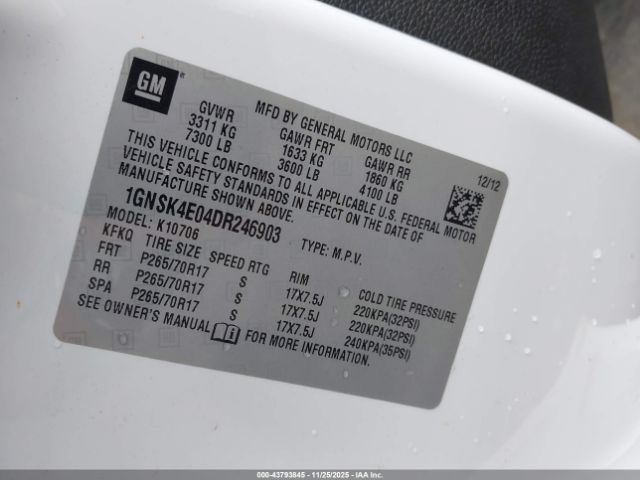 GM
MFD BY GENERAL MOTORS LLC
12/12
GVWR GAWR FRT GAWR RR
3311 KG 1633 KG 1860 KG
7300 LB 3600 LB 4100 LB
THIS VEHICLE CONFORMS TO ALL APPLICABLE U.S. FEDERAL MOTOR
VEHICLE SAFETY STANDARDS IN EFFECT ON THE DATE OF
MANUFACTURE SHOWN ABOVE.
1GNSK4E04DR246903
MODEL: K10706 TYPE: M.P.V.
KFKQ TIRE SIZE SPEED RTG RIM COLD TIRE PRESSURE
FRT P265/70R17 S 17X7.5J 220KPA(32PSI)
RR P265/70R17 S 17X7.5J 220KPA(32PSI)
SPA P265/70R17 S 17X7.5J 240KPA(35PSI)
SEE OWNER'S MANUAL FOR MORE INFORMATION.
000-43793845 - 11/25/2025 - IAAI.CA